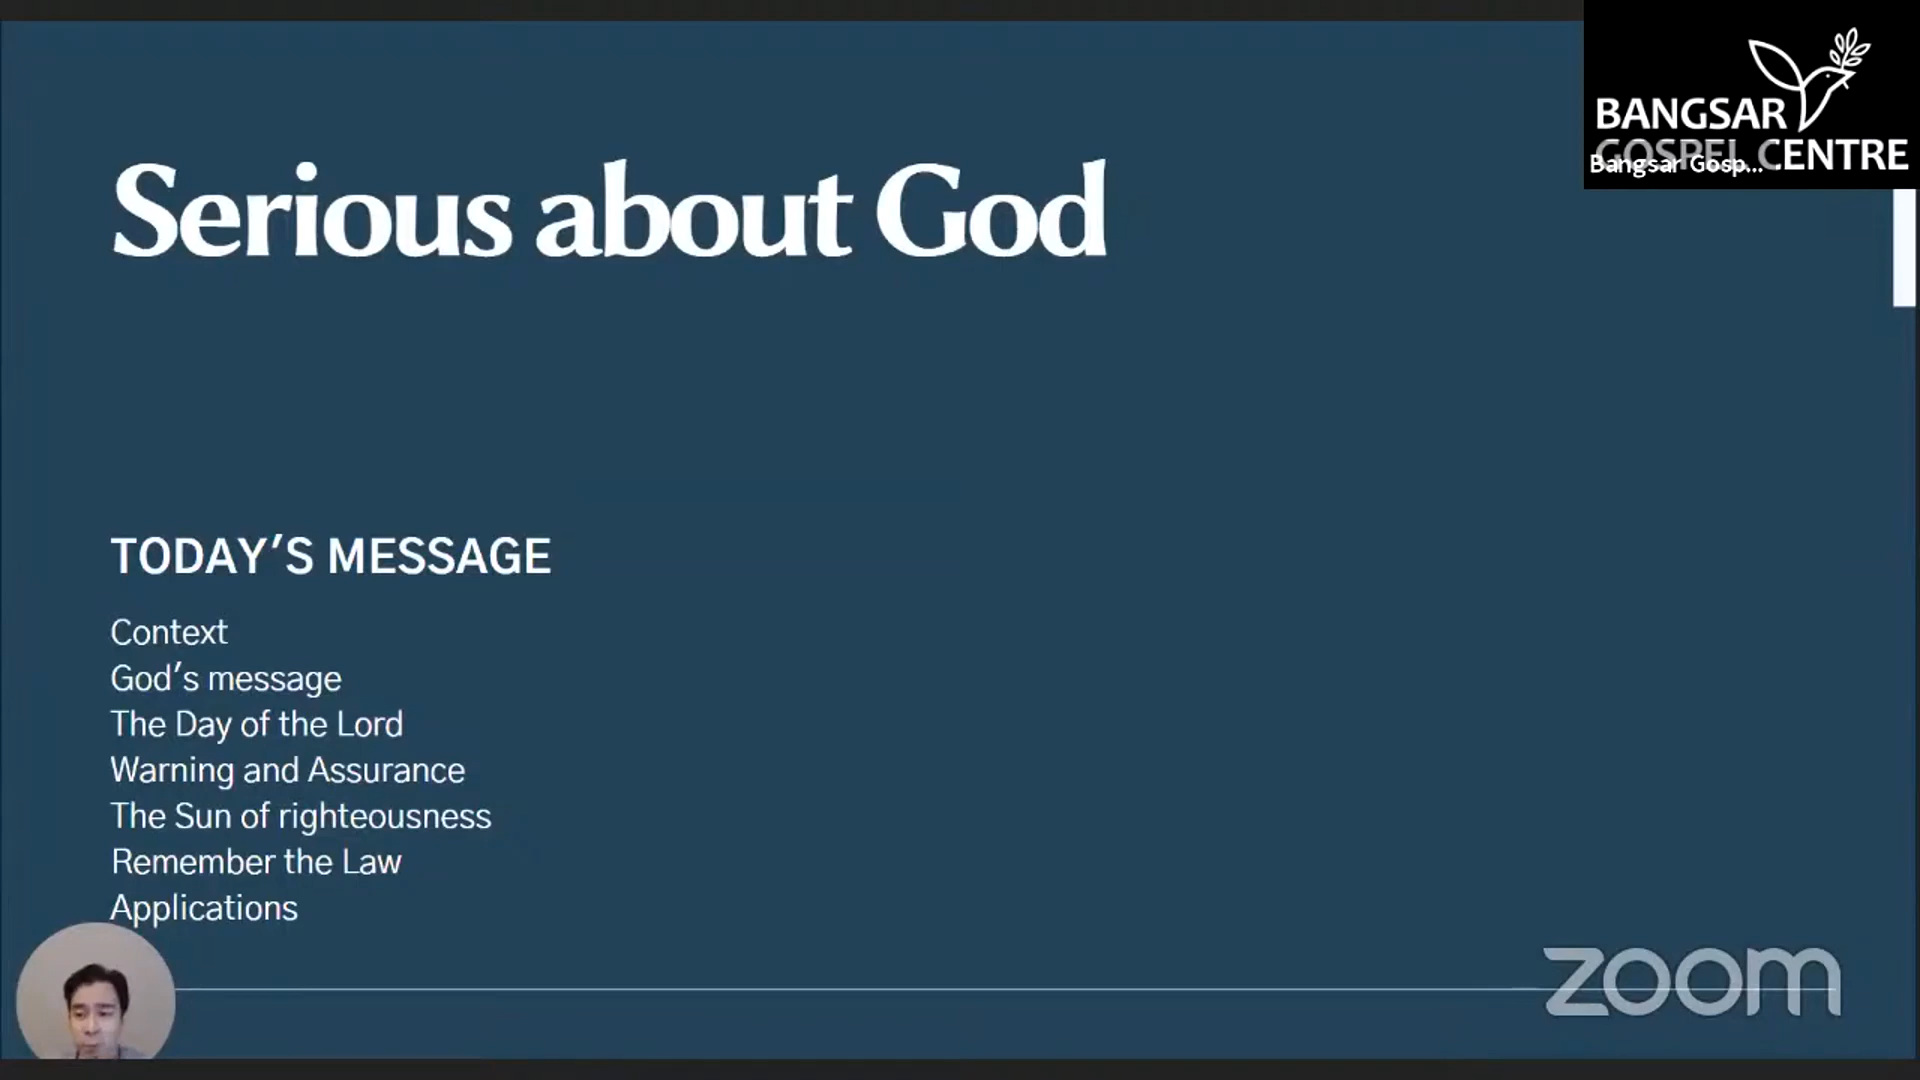 BANGSAR
GOSPEL CENTRE
Bangsar Gosp...
Serious about God
TODAY'S MESSAGE
Context
God's message
The Day of the Lord
Warning and Assurance
The Sun of righteousness
Remember the Law
Applications
zoom